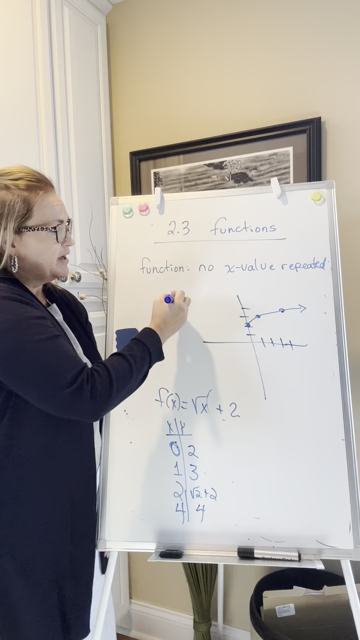 2.3 functions
function: no x-value repeated
f(x)=√x + 2
x | y
0 | 2
1 | 3
2 | √2+2
4 | 4